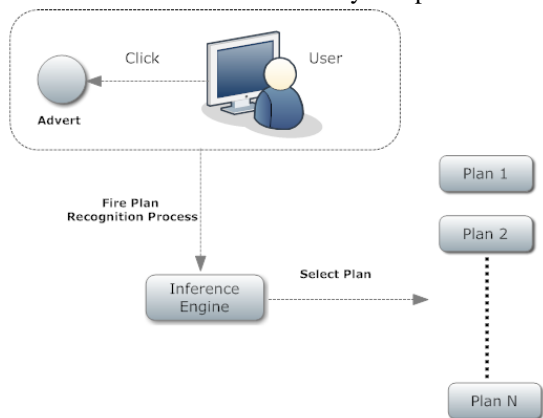 Click
User
Advert
Fire Plan
Recognition Process
Inference
Engine
Select Plan
Plan 1
Plan 2
Plan N